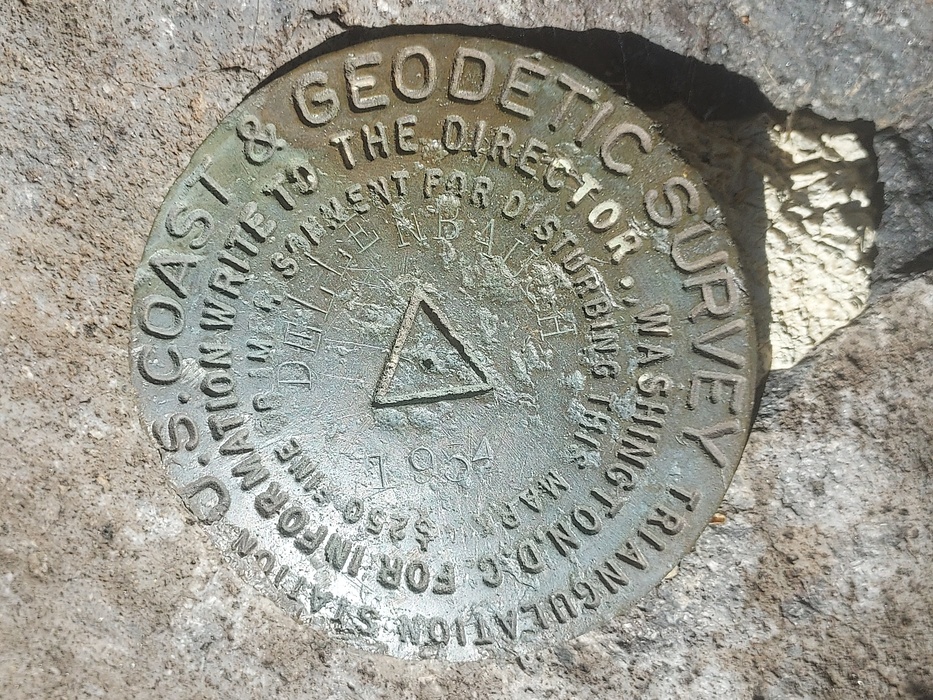 U.S. COAST & GEODETIC SURVEY
TRIANGULATION STATION
FOR INFORMATION WRITE TO THE DIRECTOR, WASHINGTON, D.C.
$250 FINE OR IMPRISONMENT FOR DISTURBING THIS MARK
DELLENBAUGH
1934